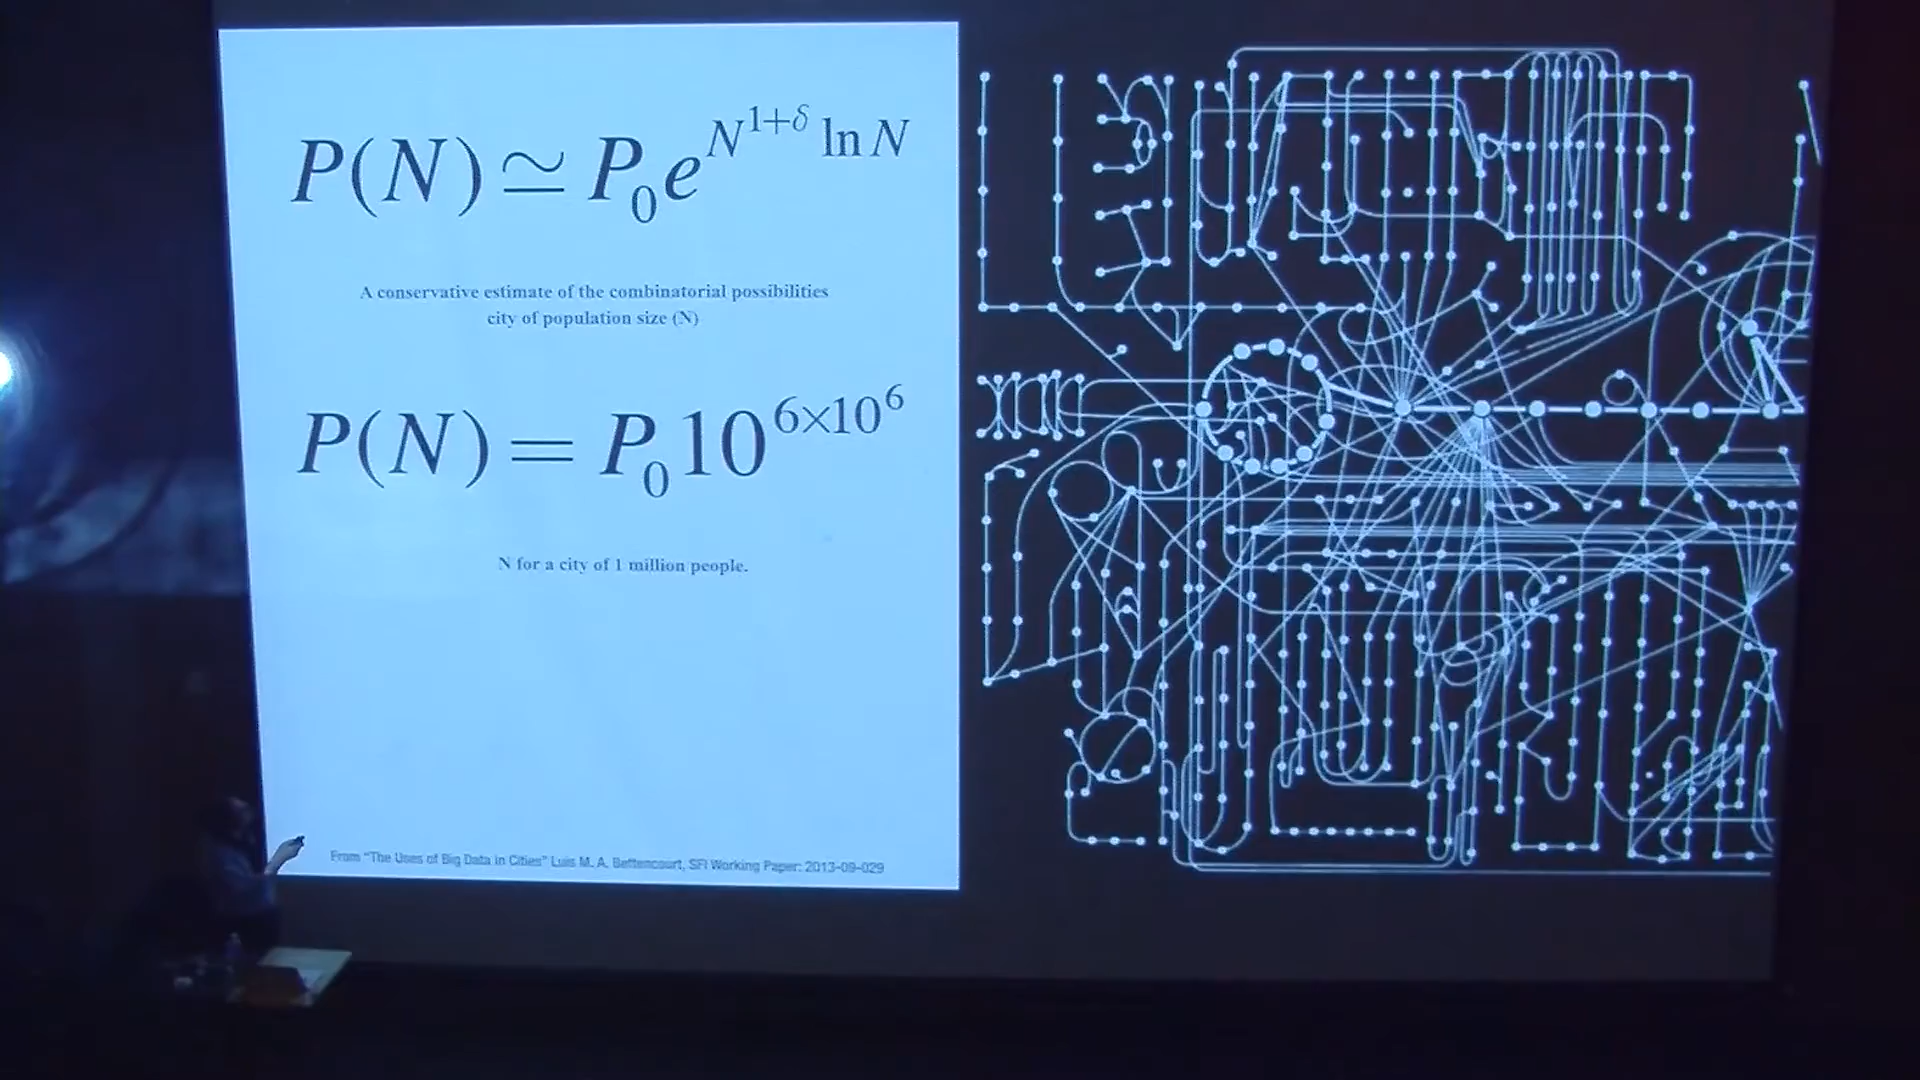 P(N) ≃ P₀e^{N^{1+δ} ln N}
A conservative estimate of the combinatorial possibilities
city of population size (N)
P(N) = P₀10^{6×10^6}
N for a city of 1 million people.
From "The Uses of Big Data in Cities" Luis M. A. Bettencourt, SFI Working Paper: 2013-09-029